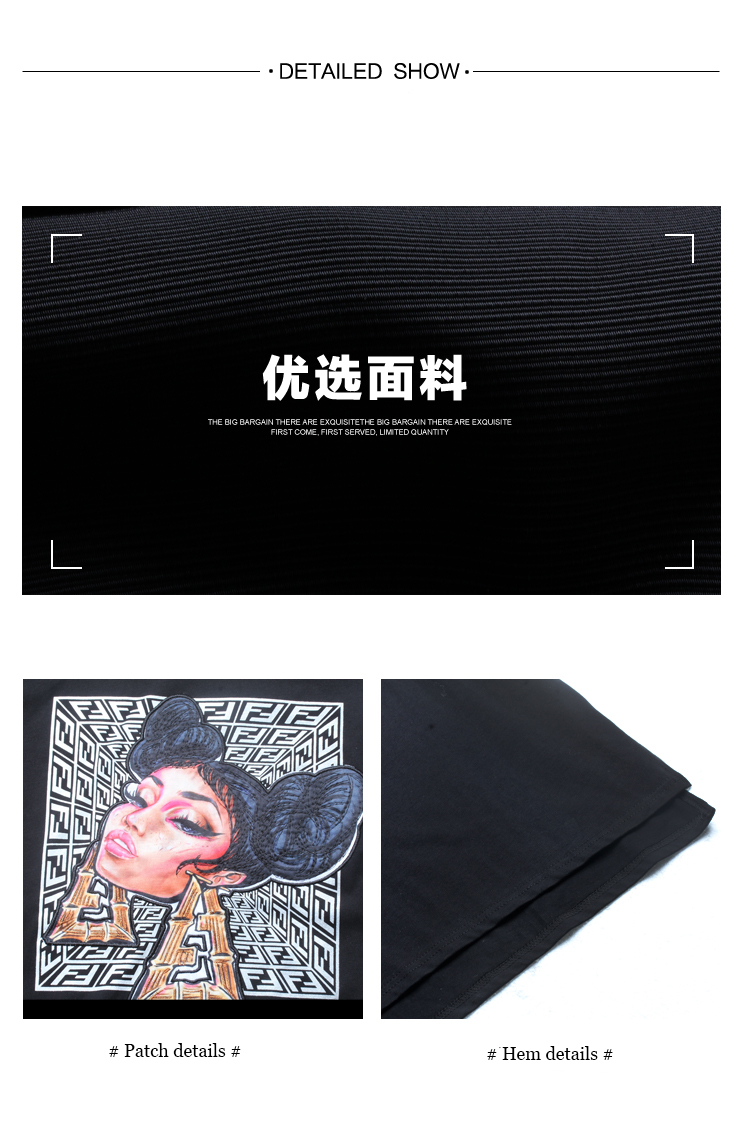 · DETAILED SHOW ·
优选面料
THE BIG BARGAIN THERE ARE EXQUISITETHE BIG BARGAIN THERE ARE EXQUISITE
FIRST COME, FIRST SERVED, LIMITED QUANTITY
# Patch details #
# Hem details #